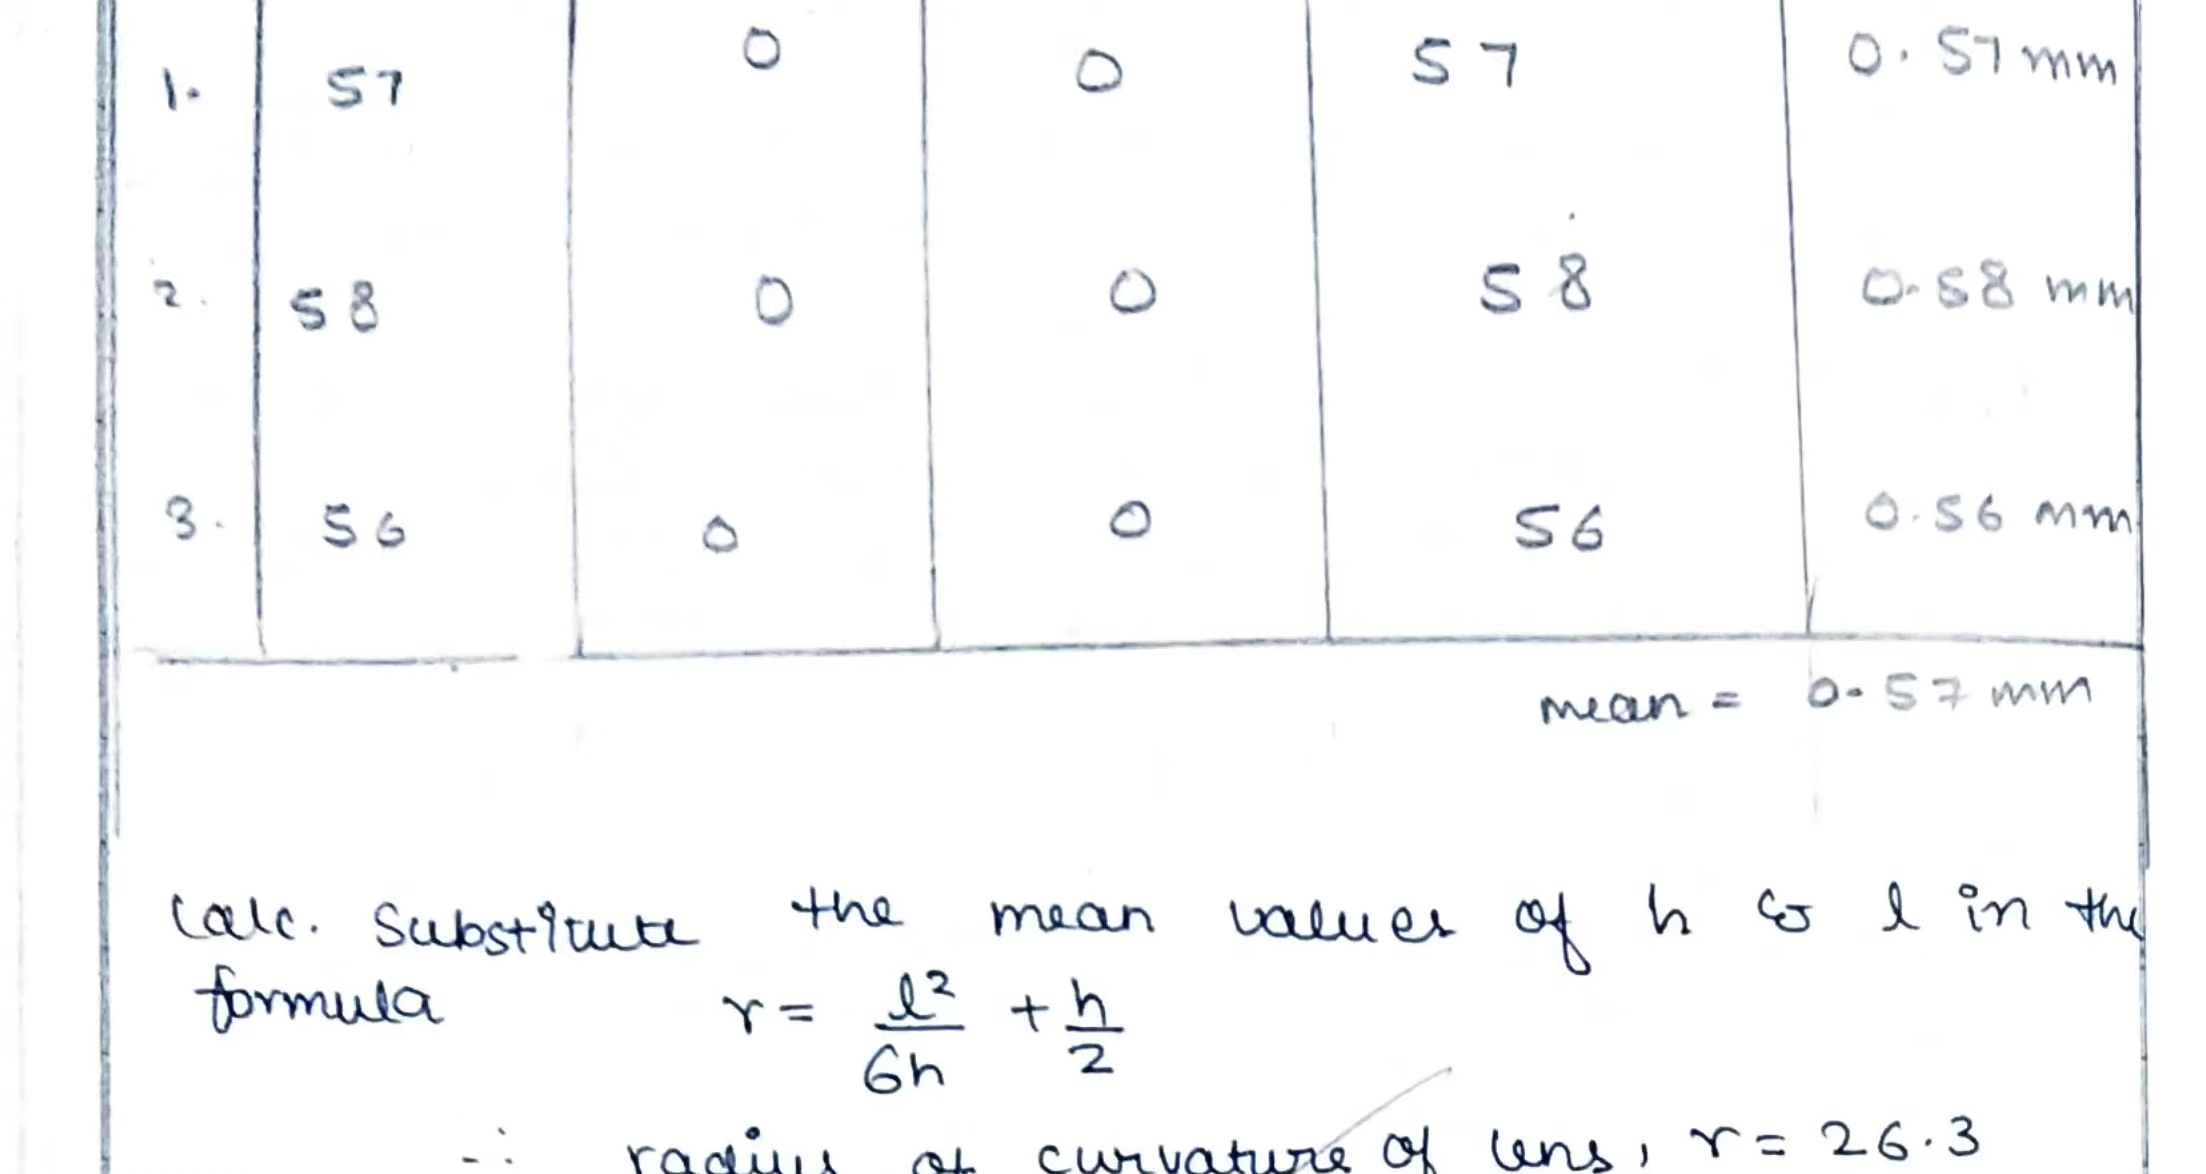 1. 57 0 0 57 0.57 mm
2. 58 0 0 58 0.58 mm
3. 56 0 0 56 0.56 mm
mean = 0.57 mm
Calc. Substitute the mean values of h & l in the
formula r = l²/6h + h/2
∴ radius of curvature of lens, r = 26.3